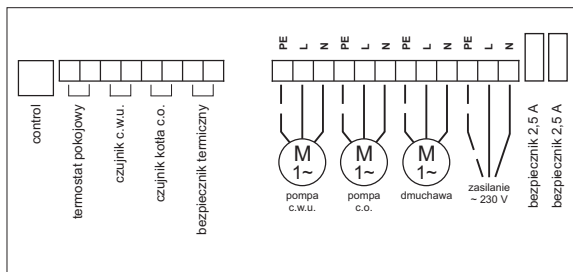 PE L N PE L N PE L N PE L N
control
termostat pokojowy
czujnik c.w.u.
czujnik kotła c.o.
bezpiecznik termiczny
M
1~
M
1~
M
1~
pompa
c.w.u.
pompa
c.o.
dmuchawa
zasilanie
~ 230 V
bezpiecznik 2,5 A
bezpiecznik 2,5 A